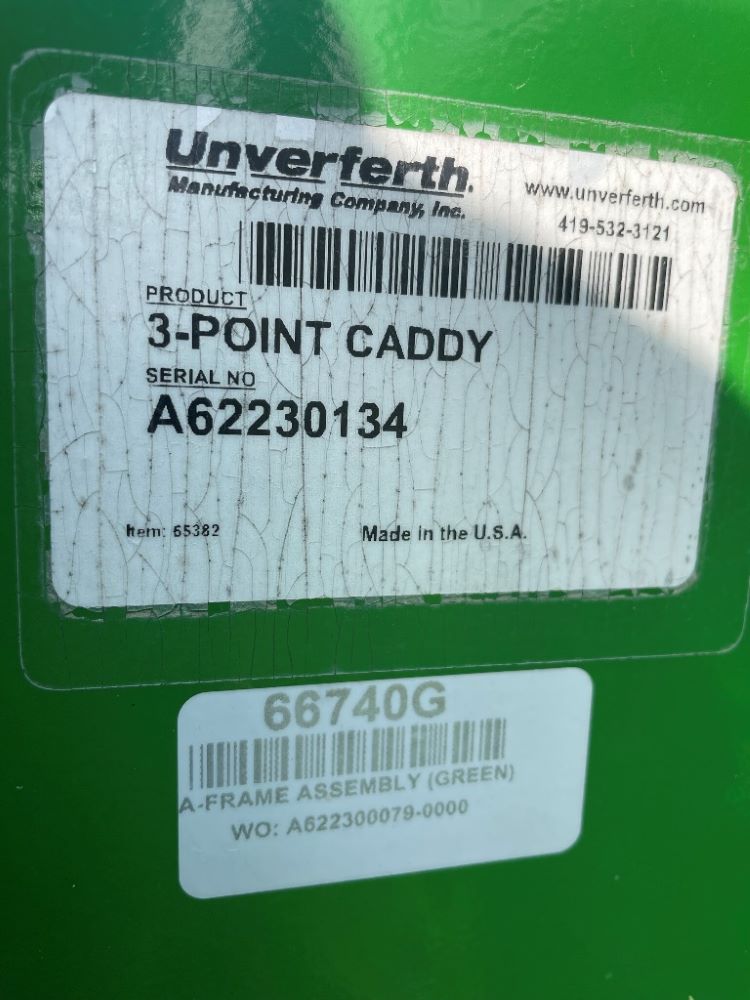 Unverferth.
Manufacturing Company, Inc.
www.unverferth.com
419-532-3121
PRODUCT
3-POINT CADDY
SERIAL NO
A62230134
Item: 65382
Made in the U.S.A.
66740G
A-FRAME ASSEMBLY (GREEN)
WO: A622300079-0000